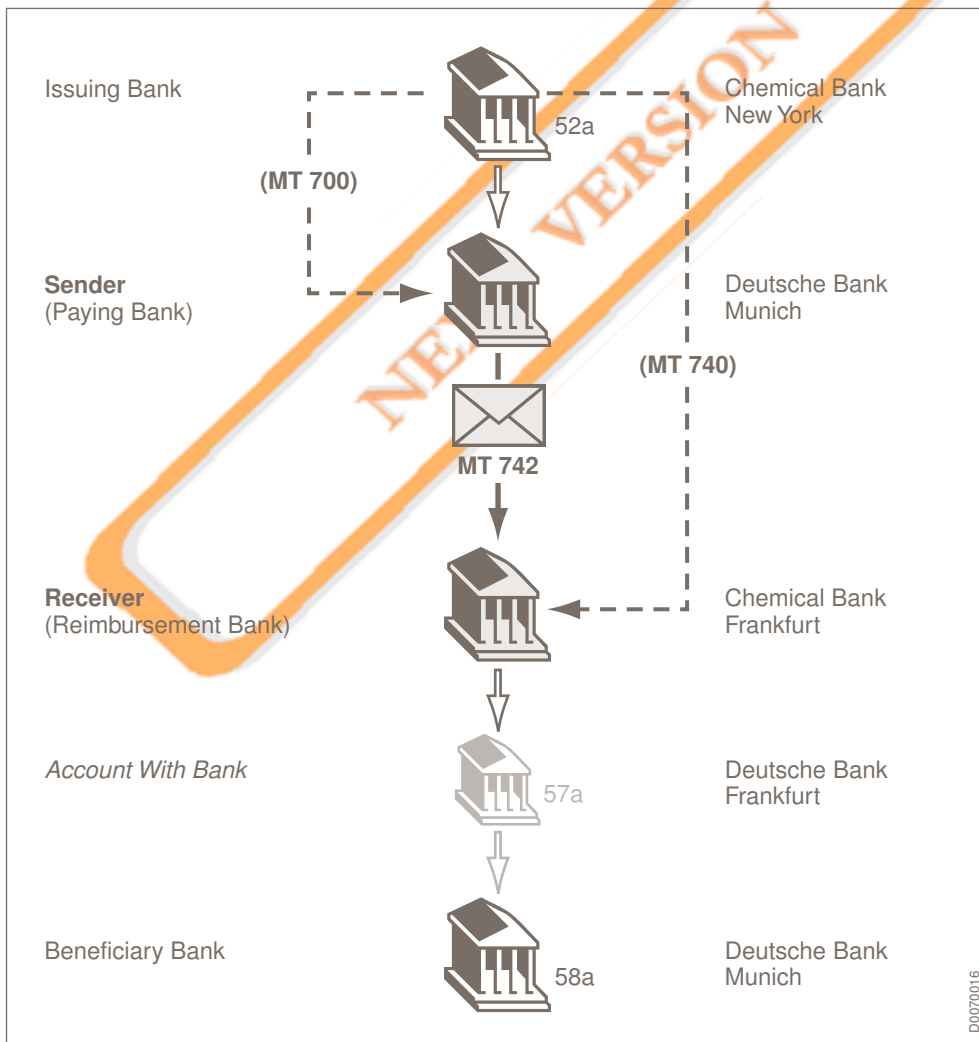 Issuing Bank
52a
Chemical Bank
New York
(MT 700)
Sender
(Paying Bank)
Deutsche Bank
Munich
(MT 740)
MT 742
Receiver
(Reimbursement Bank)
Chemical Bank
Frankfurt
Account With Bank
57a
Deutsche Bank
Frankfurt
Beneficiary Bank
58a
Deutsche Bank
Munich
D0070016
VERSION